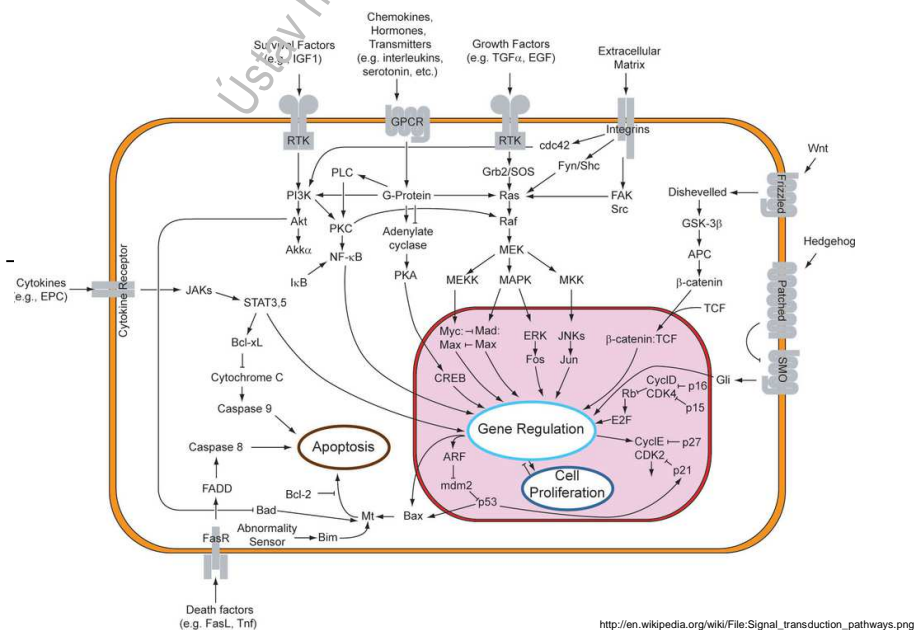 Ústav
Chemokines,
Hormones,
Transmitters
(e.g. interleukins,
serotonin, etc.)
Survival Factors
(e.g., IGF1)
Growth Factors
(e.g. TGFα, EGF)
Extracellular
Matrix
RTK
GPCR
RTK
Integrins
cdc42
Fyn/Shc
Wnt
PLC
Grb2/SOS
Frizzled
PI3K
G-Protein
Ras
FAK
Src
Dishevelled
Akt
PKC
Adenylate
cyclase
Raf
GSK-3β
Akkα
NF-κB
MEK
APC
Hedgehog
IκB
PKA
MEKK
MAPK
MKK
β-catenin
Patched
Cytokines
(e.g., EPC)
Cytokine Receptor
JAKs
STAT3,5
TCF
Myc:
Max
Mad:
Max
ERK
Fos
JNKs
Jun
β-catenin:TCF
Bcl-xL
Cytochrome C
CREB
Gli
SMO
CyclD
CDK4
p16
p15
Rb
E2F
Caspase 9
Gene Regulation
CyclE
CDK2
p27
p21
Caspase 8
Apoptosis
ARF
mdm2
Cell
Proliferation
p53
FADD
Bcl-2
Bad
Mt
Bax
FasR
Abnormality
Sensor
Bim
Death factors
(e.g. FasL, Tnf)
http://en.wikipedia.org/wiki/File:Signal_transduction_pathways.png